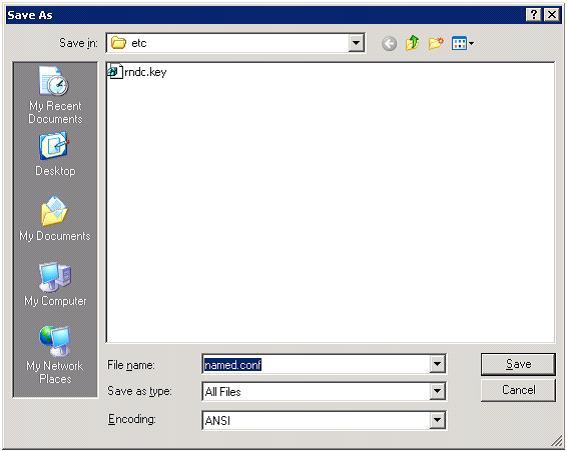 Save As
Save in:
etc
rndc.key
My Recent
Documents
Desktop
My Documents
My Computer
My Network
Places
File name:
named.conf
Save
Save as type:
All Files
Cancel
Encoding:
ANSI